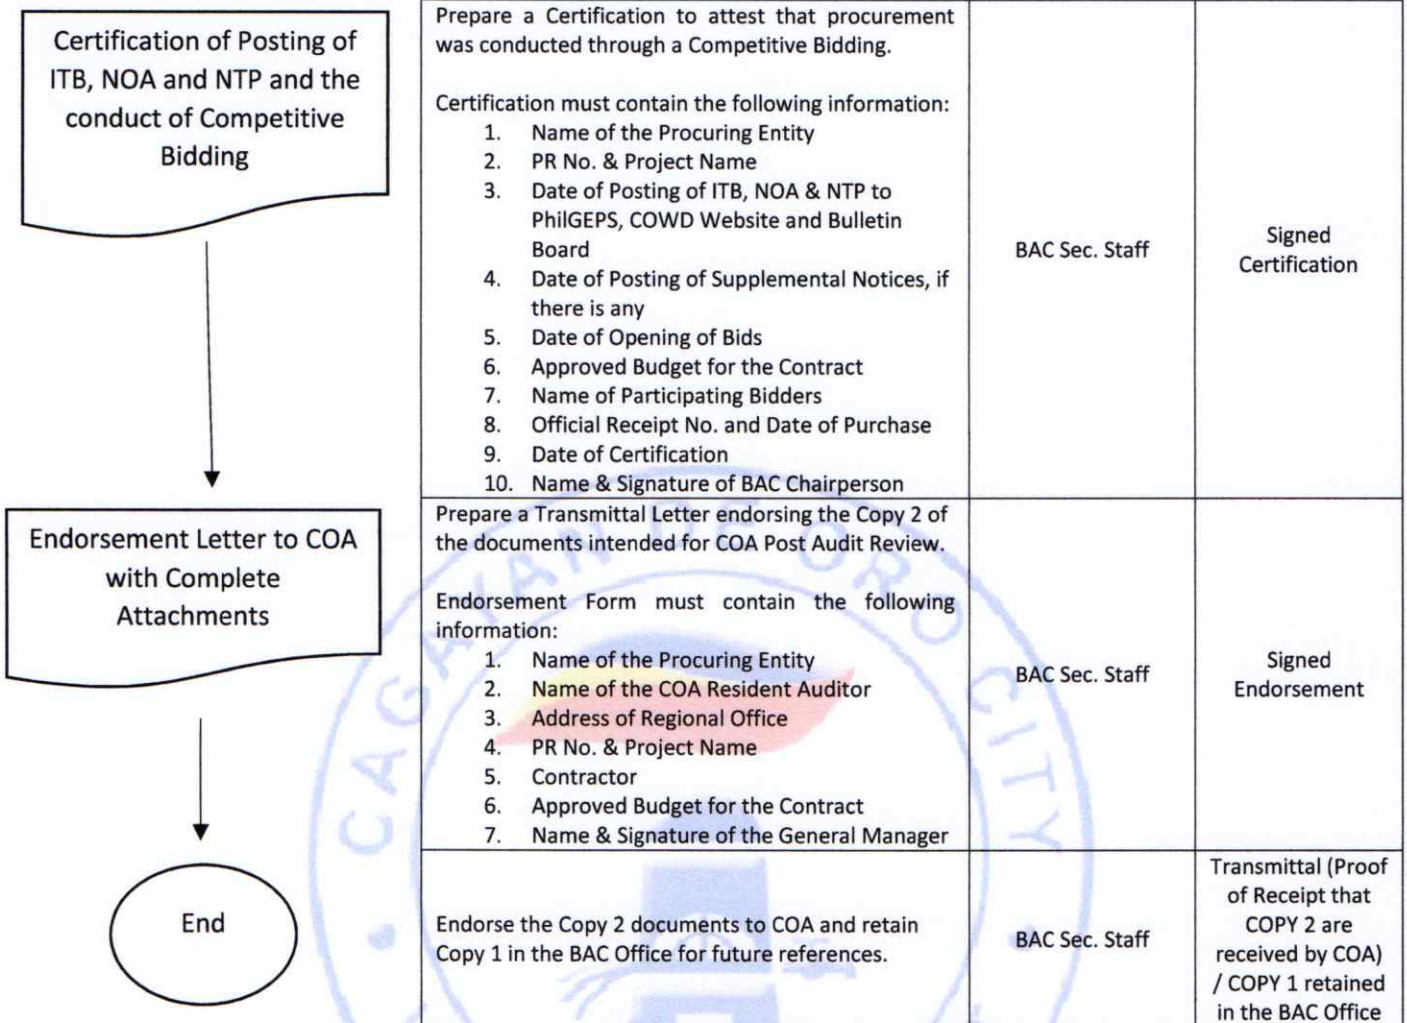 Certification of Posting of
ITB, NOA and NTP and the
conduct of Competitive
Bidding
Prepare a Certification to attest that procurement
was conducted through a Competitive Bidding.
Certification must contain the following information:
1. Name of the Procuring Entity
2. PR No. & Project Name
3. Date of Posting of ITB, NOA & NTP to
PhilGEPS, COWD Website and Bulletin
Board
4. Date of Posting of Supplemental Notices, if
there is any
5. Date of Opening of Bids
6. Approved Budget for the Contract
7. Name of Participating Bidders
8. Official Receipt No. and Date of Purchase
9. Date of Certification
10. Name & Signature of BAC Chairperson
BAC Sec. Staff
Signed
Certification
Endorsement Letter to COA
with Complete
Attachments
Prepare a Transmittal Letter endorsing the Copy 2 of
the documents intended for COA Post Audit Review.
Endorsement Form must contain the following
information:
1. Name of the Procuring Entity
2. Name of the COA Resident Auditor
3. Address of Regional Office
4. PR No. & Project Name
5. Contractor
6. Approved Budget for the Contract
7. Name & Signature of the General Manager
BAC Sec. Staff
Signed
Endorsement
End
Endorse the Copy 2 documents to COA and retain
Copy 1 in the BAC Office for future references.
BAC Sec. Staff
Transmittal (Proof
of Receipt that
COPY 2 are
received by COA)
/ COPY 1 retained
in the BAC Office
CAGAYAN DE ORO CITY